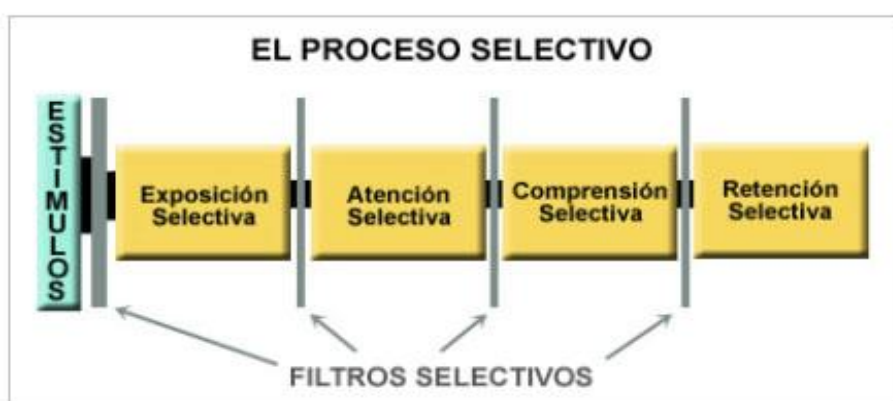 EL PROCESO SELECTIVO
ESTIMULOS
Exposición
Selectiva
Atención
Selectiva
Comprensión
Selectiva
Retención
Selectiva
FILTROS SELECTIVOS